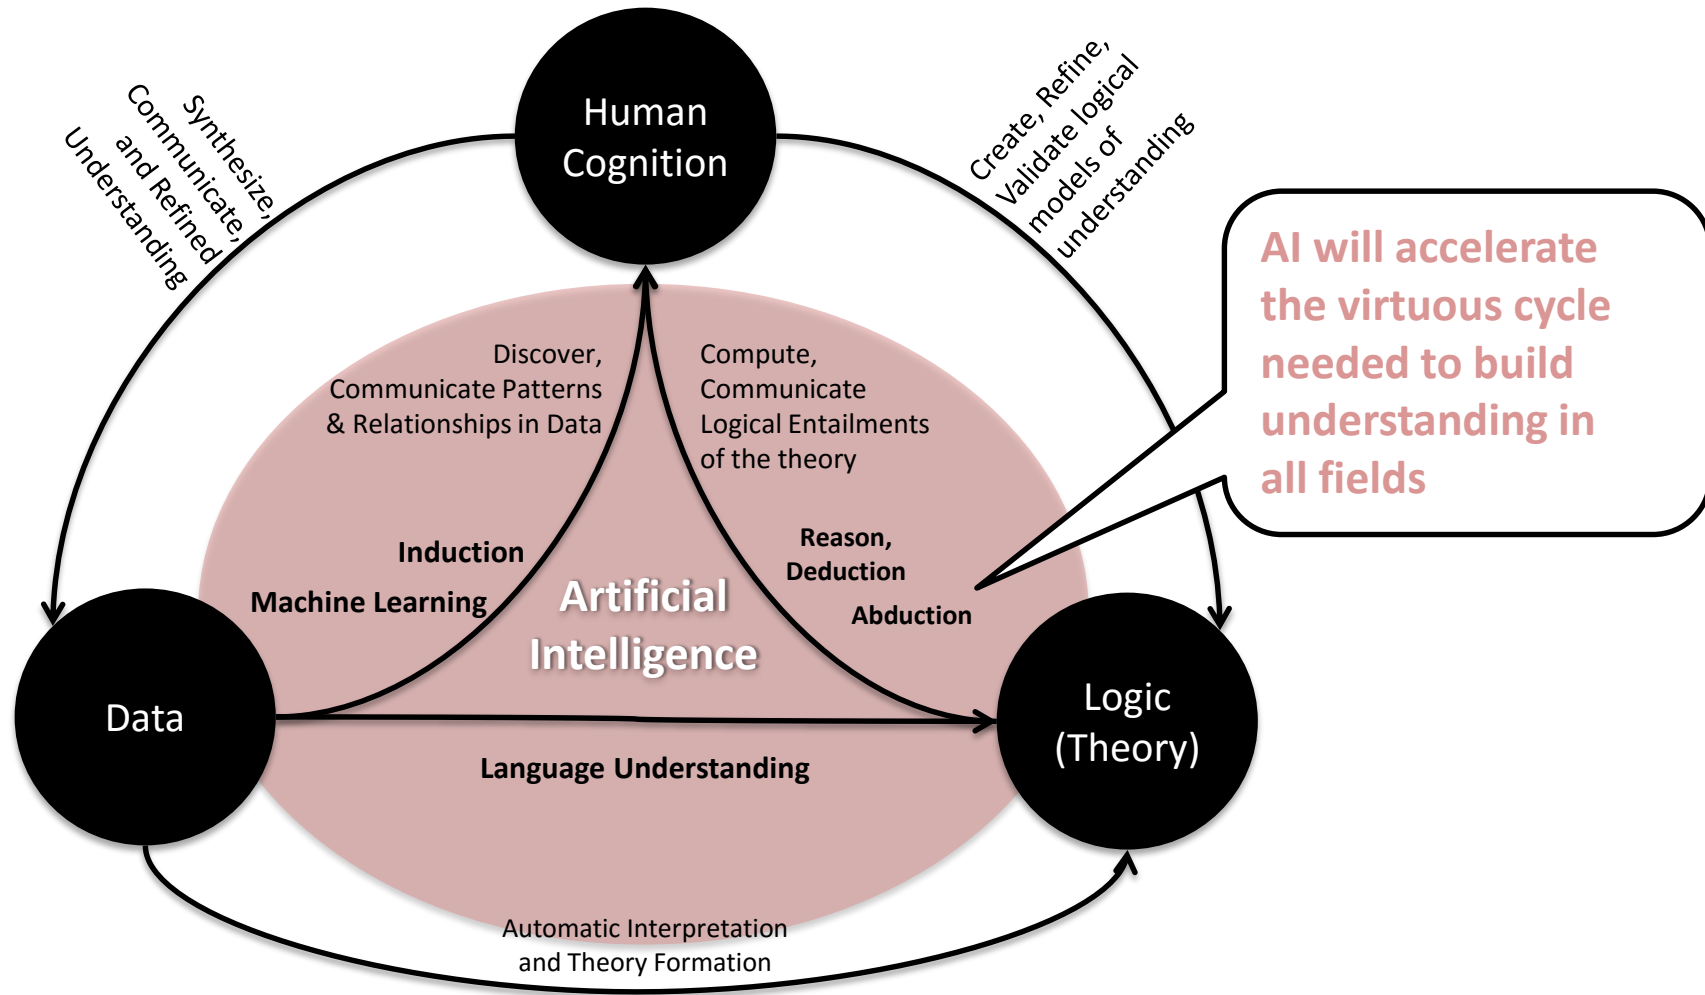 Human
Cognition
Synthesize,
Communicate,
and Refined
Understanding
Create, Refine,
Validate logical
models of
understanding
AI will accelerate
the virtuous cycle
needed to build
understanding in
all fields
Discover,
Communicate Patterns
& Relationships in Data
Compute,
Communicate
Logical Entailments
of the theory
Induction
Machine Learning
Reason,
Deduction
Abduction
Artificial
Intelligence
Data
Logic
(Theory)
Language Understanding
Automatic Interpretation
and Theory Formation